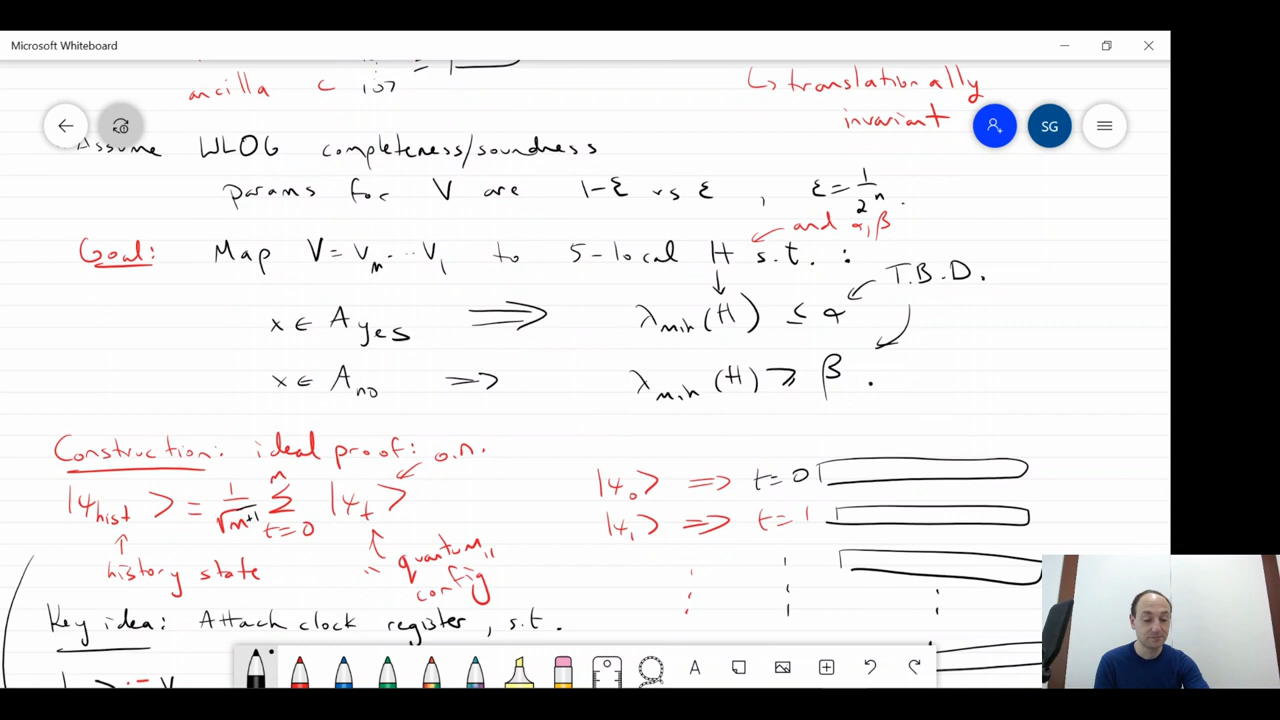 Microsoft Whiteboard
ancilla C |0>
↳ translationally
invariant
SG
Assume WLOG completeness/soundness
params for V are 1-ε vs ε , ε = 1/2^n .
and α, β
Goal: Map V = V_m ... V_1 to 5-local H s.t. :
T.B.D.
x ∈ A_yes ⟹ λ_min(H) ≤ α
x ∈ A_no => λ_min(H) ≥ β .
Construction: ideal proof: o.n.
|ψ_hist> = 1/√m+1 Σ_{t=0}^m |ψ_t>
|ψ_0> => t=0
|ψ_1> => t=1
history state
"quantum"
config
Key idea: Attach clock register, s.t.
A